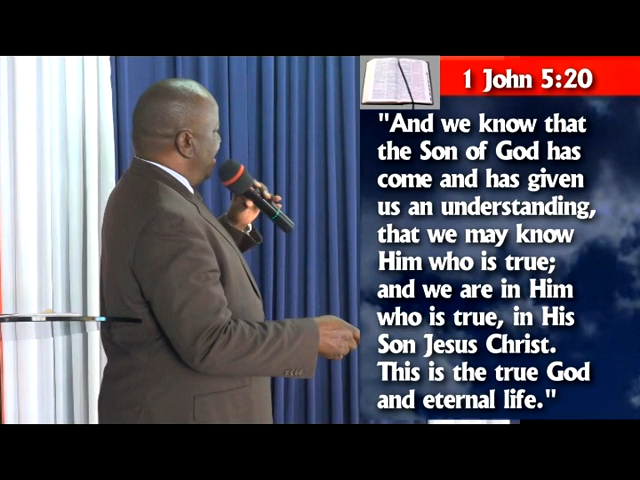 1 John 5:20
"And we know that
the Son of God has
come and has given
us an understanding,
that we may know
Him who is true;
and we are in Him
who is true, in His
Son Jesus Christ.
This is the true God
and eternal life."